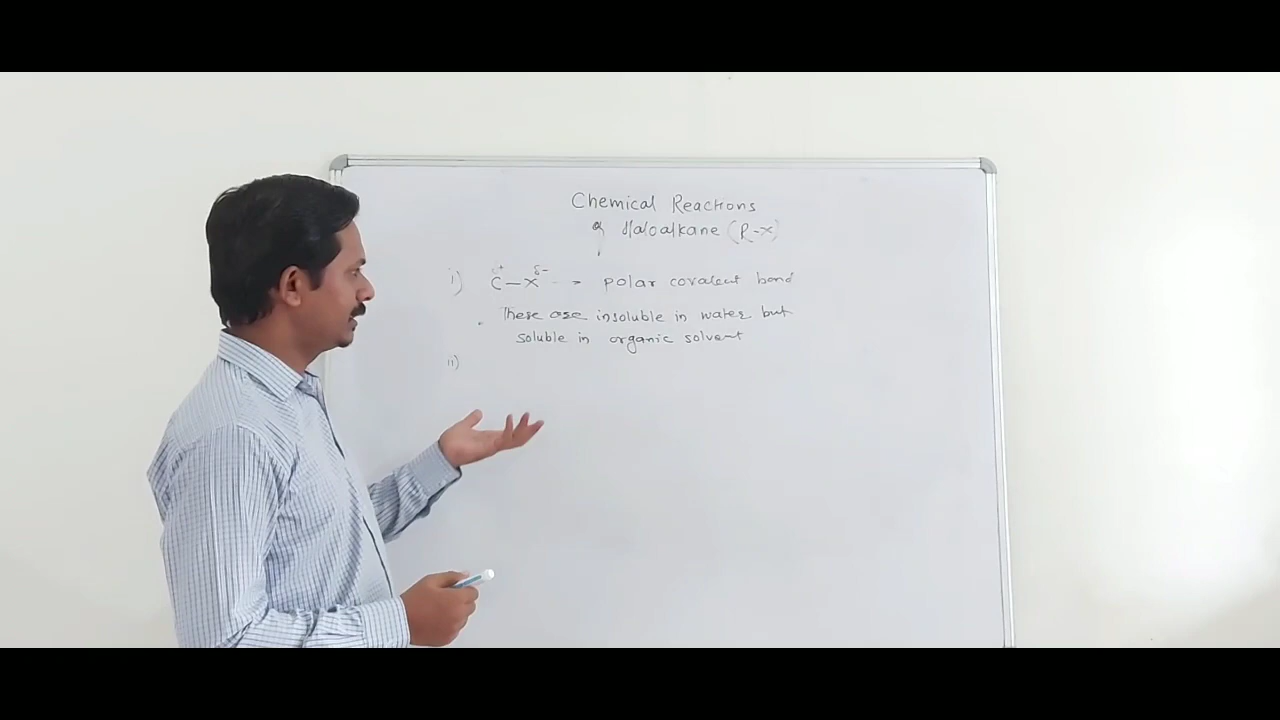 Chemical Reactions
of Haloalkane (R-X)
δ+ δ-
i) C-X => polar covalent bond
These are insoluble in water but
soluble in organic solvent
ii)